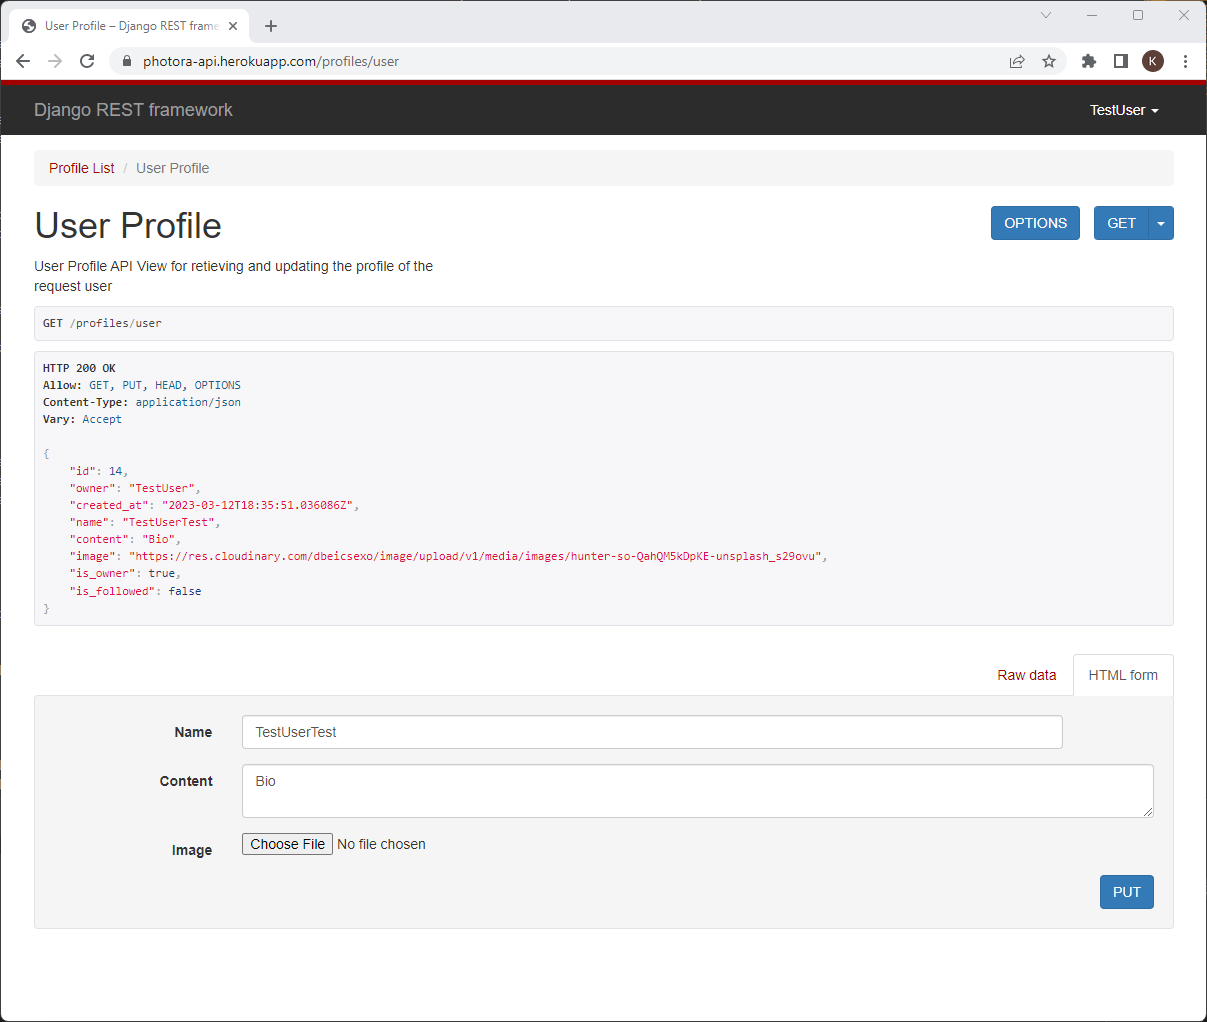 User Profile – Django REST frame
photora-api.herokuapp.com/profiles/user
K
Django REST framework
TestUser
Profile List / User Profile
User Profile
OPTIONS
GET
User Profile API View for retieving and updating the profile of the
request user
GET /profiles/user
HTTP 200 OK
Allow: GET, PUT, HEAD, OPTIONS
Content-Type: application/json
Vary: Accept
{
"id": 14,
"owner": "TestUser",
"created_at": "2023-03-12T18:35:51.036086Z",
"name": "TestUserTest",
"content": "Bio",
"image": "https://res.cloudinary.com/dbeicsexo/image/upload/v1/media/images/hunter-so-QahQM5kDpKE-unsplash_s29ovu",
"is_owner": true,
"is_followed": false
}
Raw data
HTML form
Name
TestUserTest
Content
Bio
Image
Choose File No file chosen
PUT